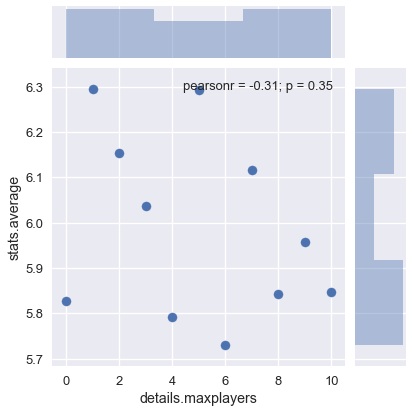 pearsonr = -0.31; p = 0.35
6.3
6.2
6.1
6.0
5.9
5.8
5.7
stats.average
0 2 4 6 8 10
details.maxplayers